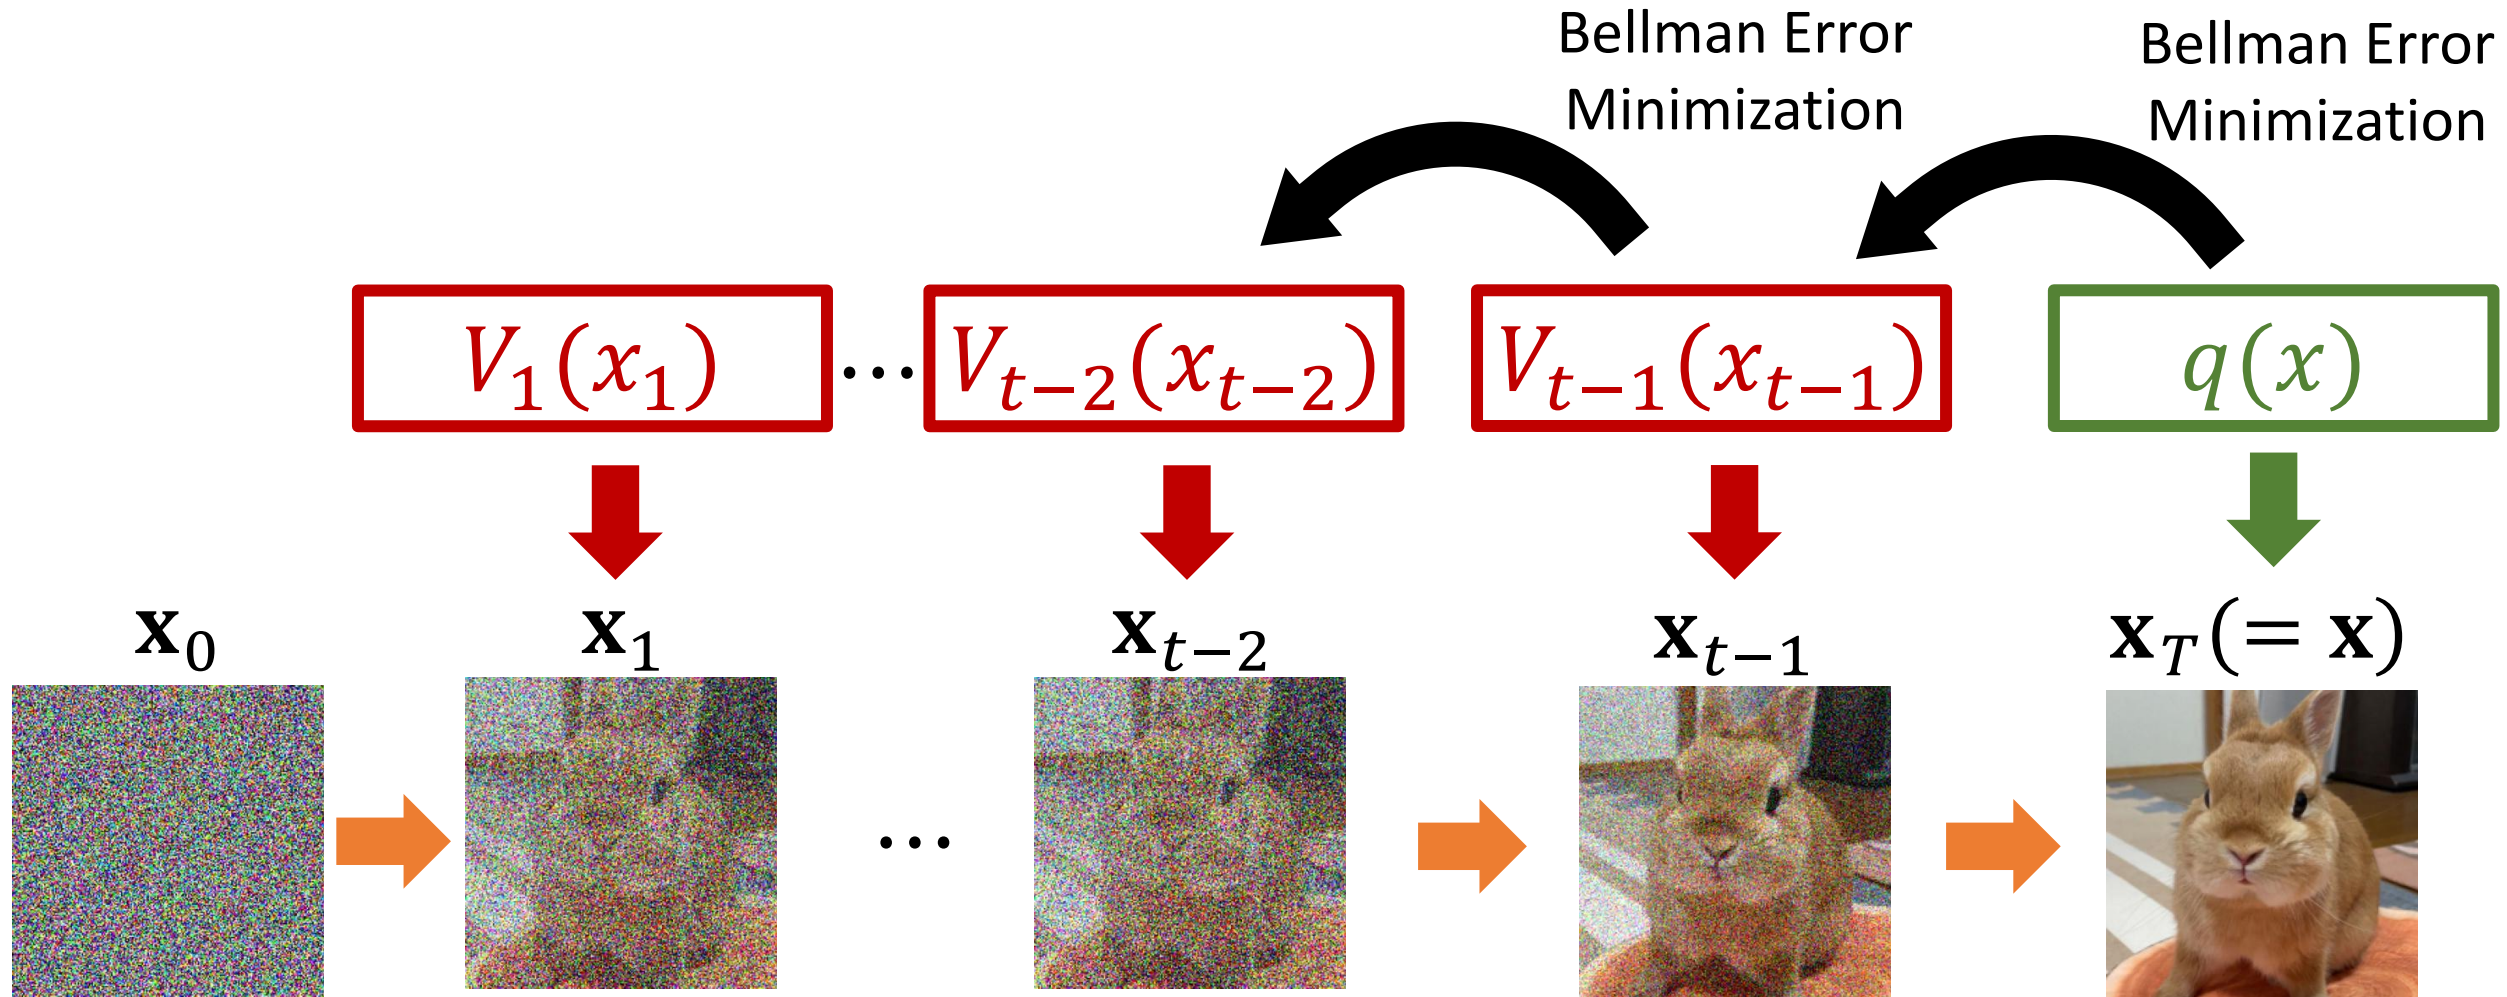 Bellman Error
Minimization
Bellman Error
Minimization
V₁(x₁)
⋯
Vₜ₋₂(xₜ₋₂)
Vₜ₋₁(xₜ₋₁)
q(x)
𝐱₀
𝐱₁
𝐱ₜ₋₂
𝐱ₜ₋₁
𝐱_T(= 𝐱)
⋯